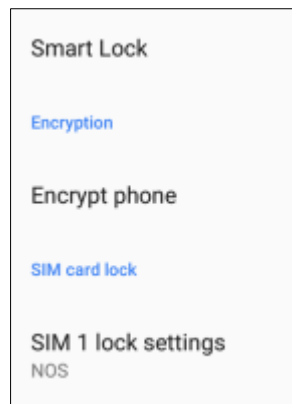 Smart Lock
Encryption
Encrypt phone
SIM card lock
SIM 1 lock settings
NOS